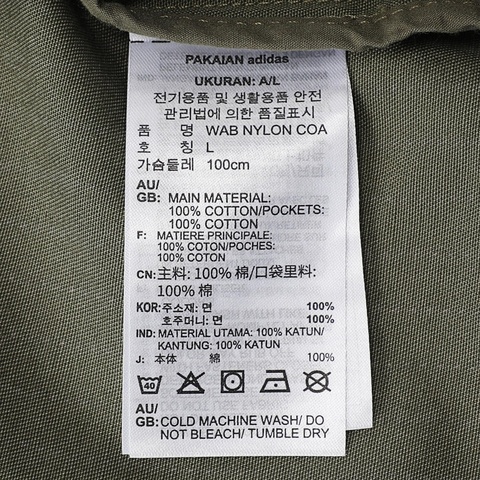 PAKAIAN adidas
UKURAN: A/L
전기용품 및 생활용품 안전
관리법에 의한 품질표시
품 명 WAB NYLON COA
호 칭 L
가슴둘레 100cm
AU/
GB: MAIN MATERIAL:
100% COTTON/POCKETS:
100% COTTON
F: MATIERE PRINCIPALE:
100% COTON/POCHES:
100% COTON
CN:主料: 100% 棉/口袋里料:
100% 棉
KOR:주소재: 면 100%
호주머니: 면 100%
IND: MATERIAL UTAMA: 100% KATUN/
KANTUNG: 100% KATUN
J: 本体 綿 100%
40
AU/
GB: COLD MACHINE WASH/ DO
NOT BLEACH/ TUMBLE DRY